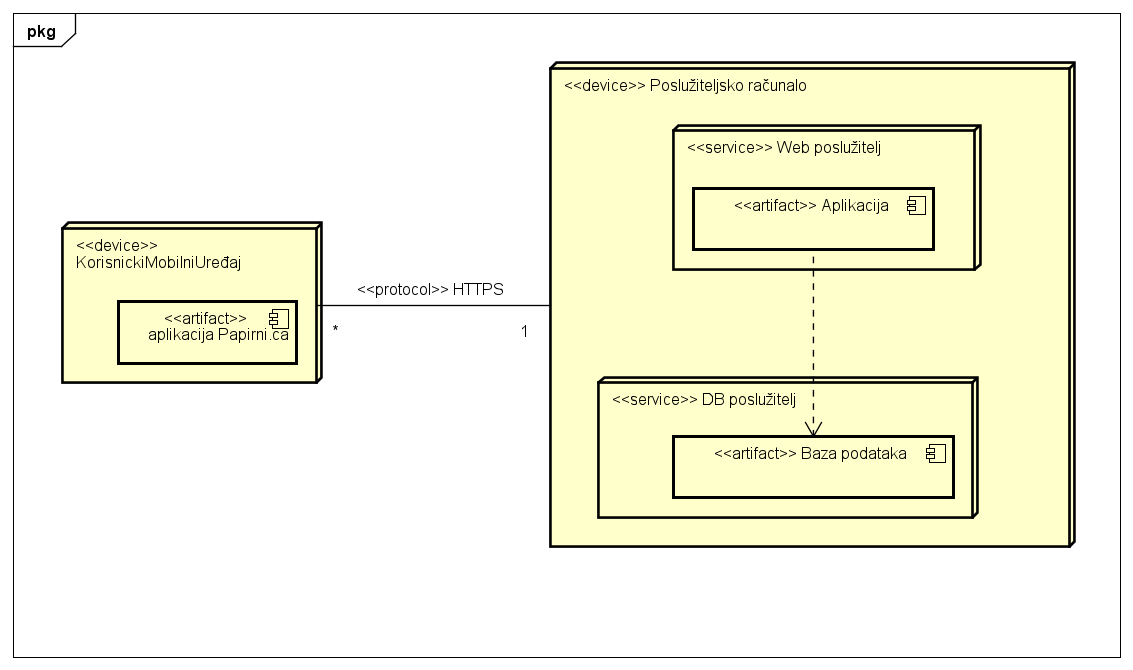 pkg
<<device>> Poslužiteljsko računalo
<<service>> Web poslužitelj
<<artifact>> Aplikacija
<<device>>
KorisnickiMobilniUređaj
<<artifact>>
aplikacija Papirni.ca
<<protocol>> HTTPS
*
1
<<service>> DB poslužitelj
<<artifact>> Baza podataka